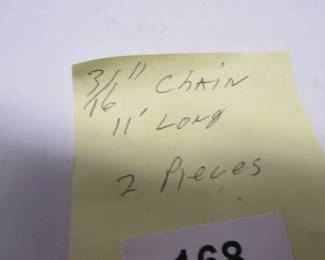 3/16" Chain
11' Long
2 Pieces
168